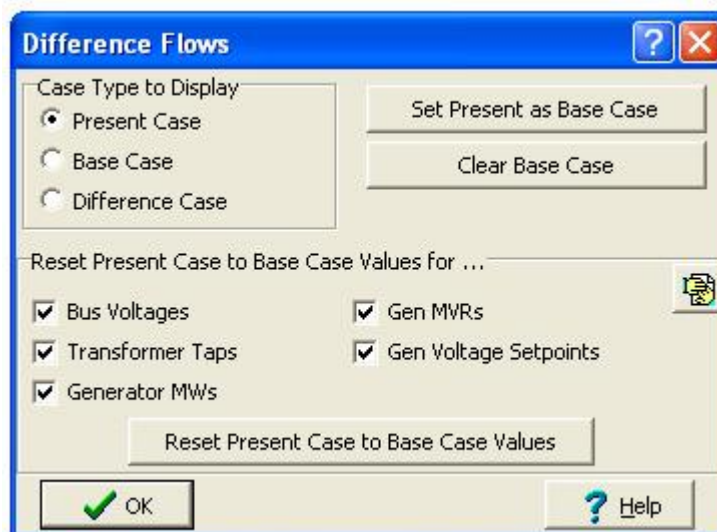 Difference Flows
Case Type to Display
Present Case
Base Case
Difference Case
Set Present as Base Case
Clear Base Case
Reset Present Case to Base Case Values for ...
Bus Voltages
Transformer Taps
Generator MWs
Gen MVRs
Gen Voltage Setpoints
Reset Present Case to Base Case Values
OK
? Help